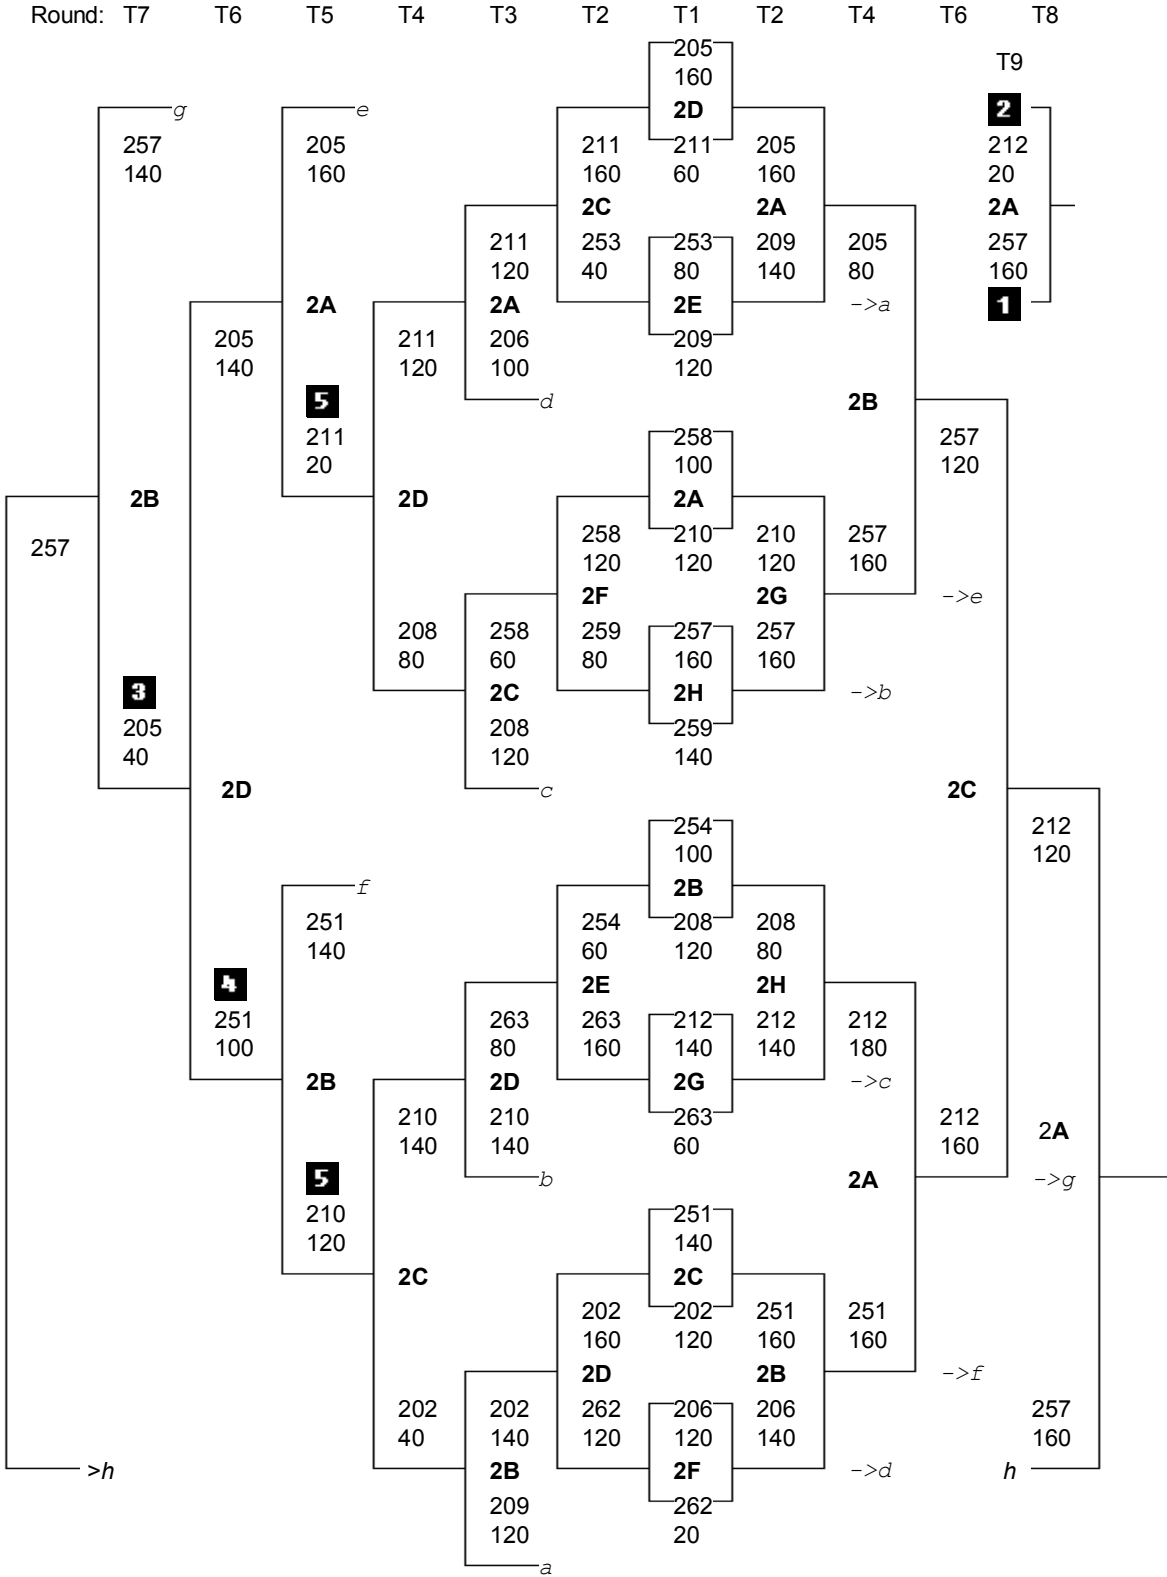 Round: T7 T6 T5 T4 T3 T2 T1 T2 T4 T6 T8
205
T9
160
g e 2D 2
257 205 211 211 205 212
140 160 160 60 160 20
2C 2A 2A
211 253 253 209 205 257
120 40 80 140 80 160
2A 2A 2E ->a 1
205 211 206 209
140 120 100 120
5 d 2B
211 258 257
20 100 120
2B 2D 2A
257 258 210 210 257
120 120 120 160
2F 2G ->e
208 258 259 257 257
80 60 80 160 160
3 2C 2H ->b
205 208 259
40 120 140
2D c 2C
254 212
100 120
f 2B
251 254 208 208
140 60 120 80
4 2E 2H
251 263 263 212 212 212
100 80 160 140 140 180
2B 2D 2G ->c
210 210 263 212 2A
140 140 60 160
5 b 2A ->g
210 251
120 140
2C 2C
202 202 251 251
160 120 160 160
2D 2B ->f
202 202 262 206 206 257
40 140 120 120 140 160
>h 2B 2F ->d h
209 262
120 20
a